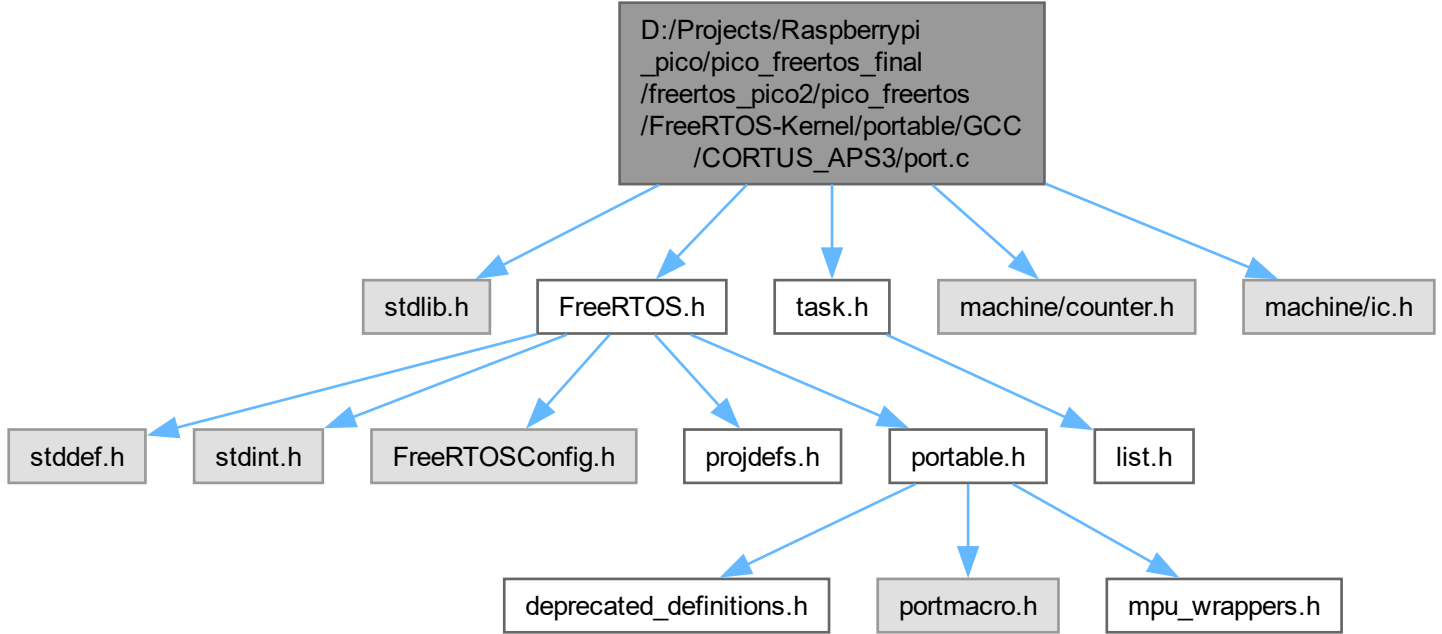 D:/Projects/Raspberrypi
_pico/pico_freertos_final
/freertos_pico2/pico_freertos
/FreeRTOS-Kernel/portable/GCC
/CORTUS_APS3/port.c
stdlib.h
FreeRTOS.h
task.h
machine/counter.h
machine/ic.h
stddef.h
stdint.h
FreeRTOSConfig.h
projdefs.h
portable.h
list.h
deprecated_definitions.h
portmacro.h
mpu_wrappers.h